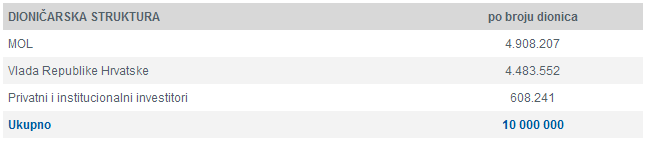 DIONIČARSKA STRUKTURA po broju dionica
MOL 4.908.207
Vlada Republike Hrvatske 4.483.552
Privatni i institucionalni investitori 608.241
Ukupno 10 000 000